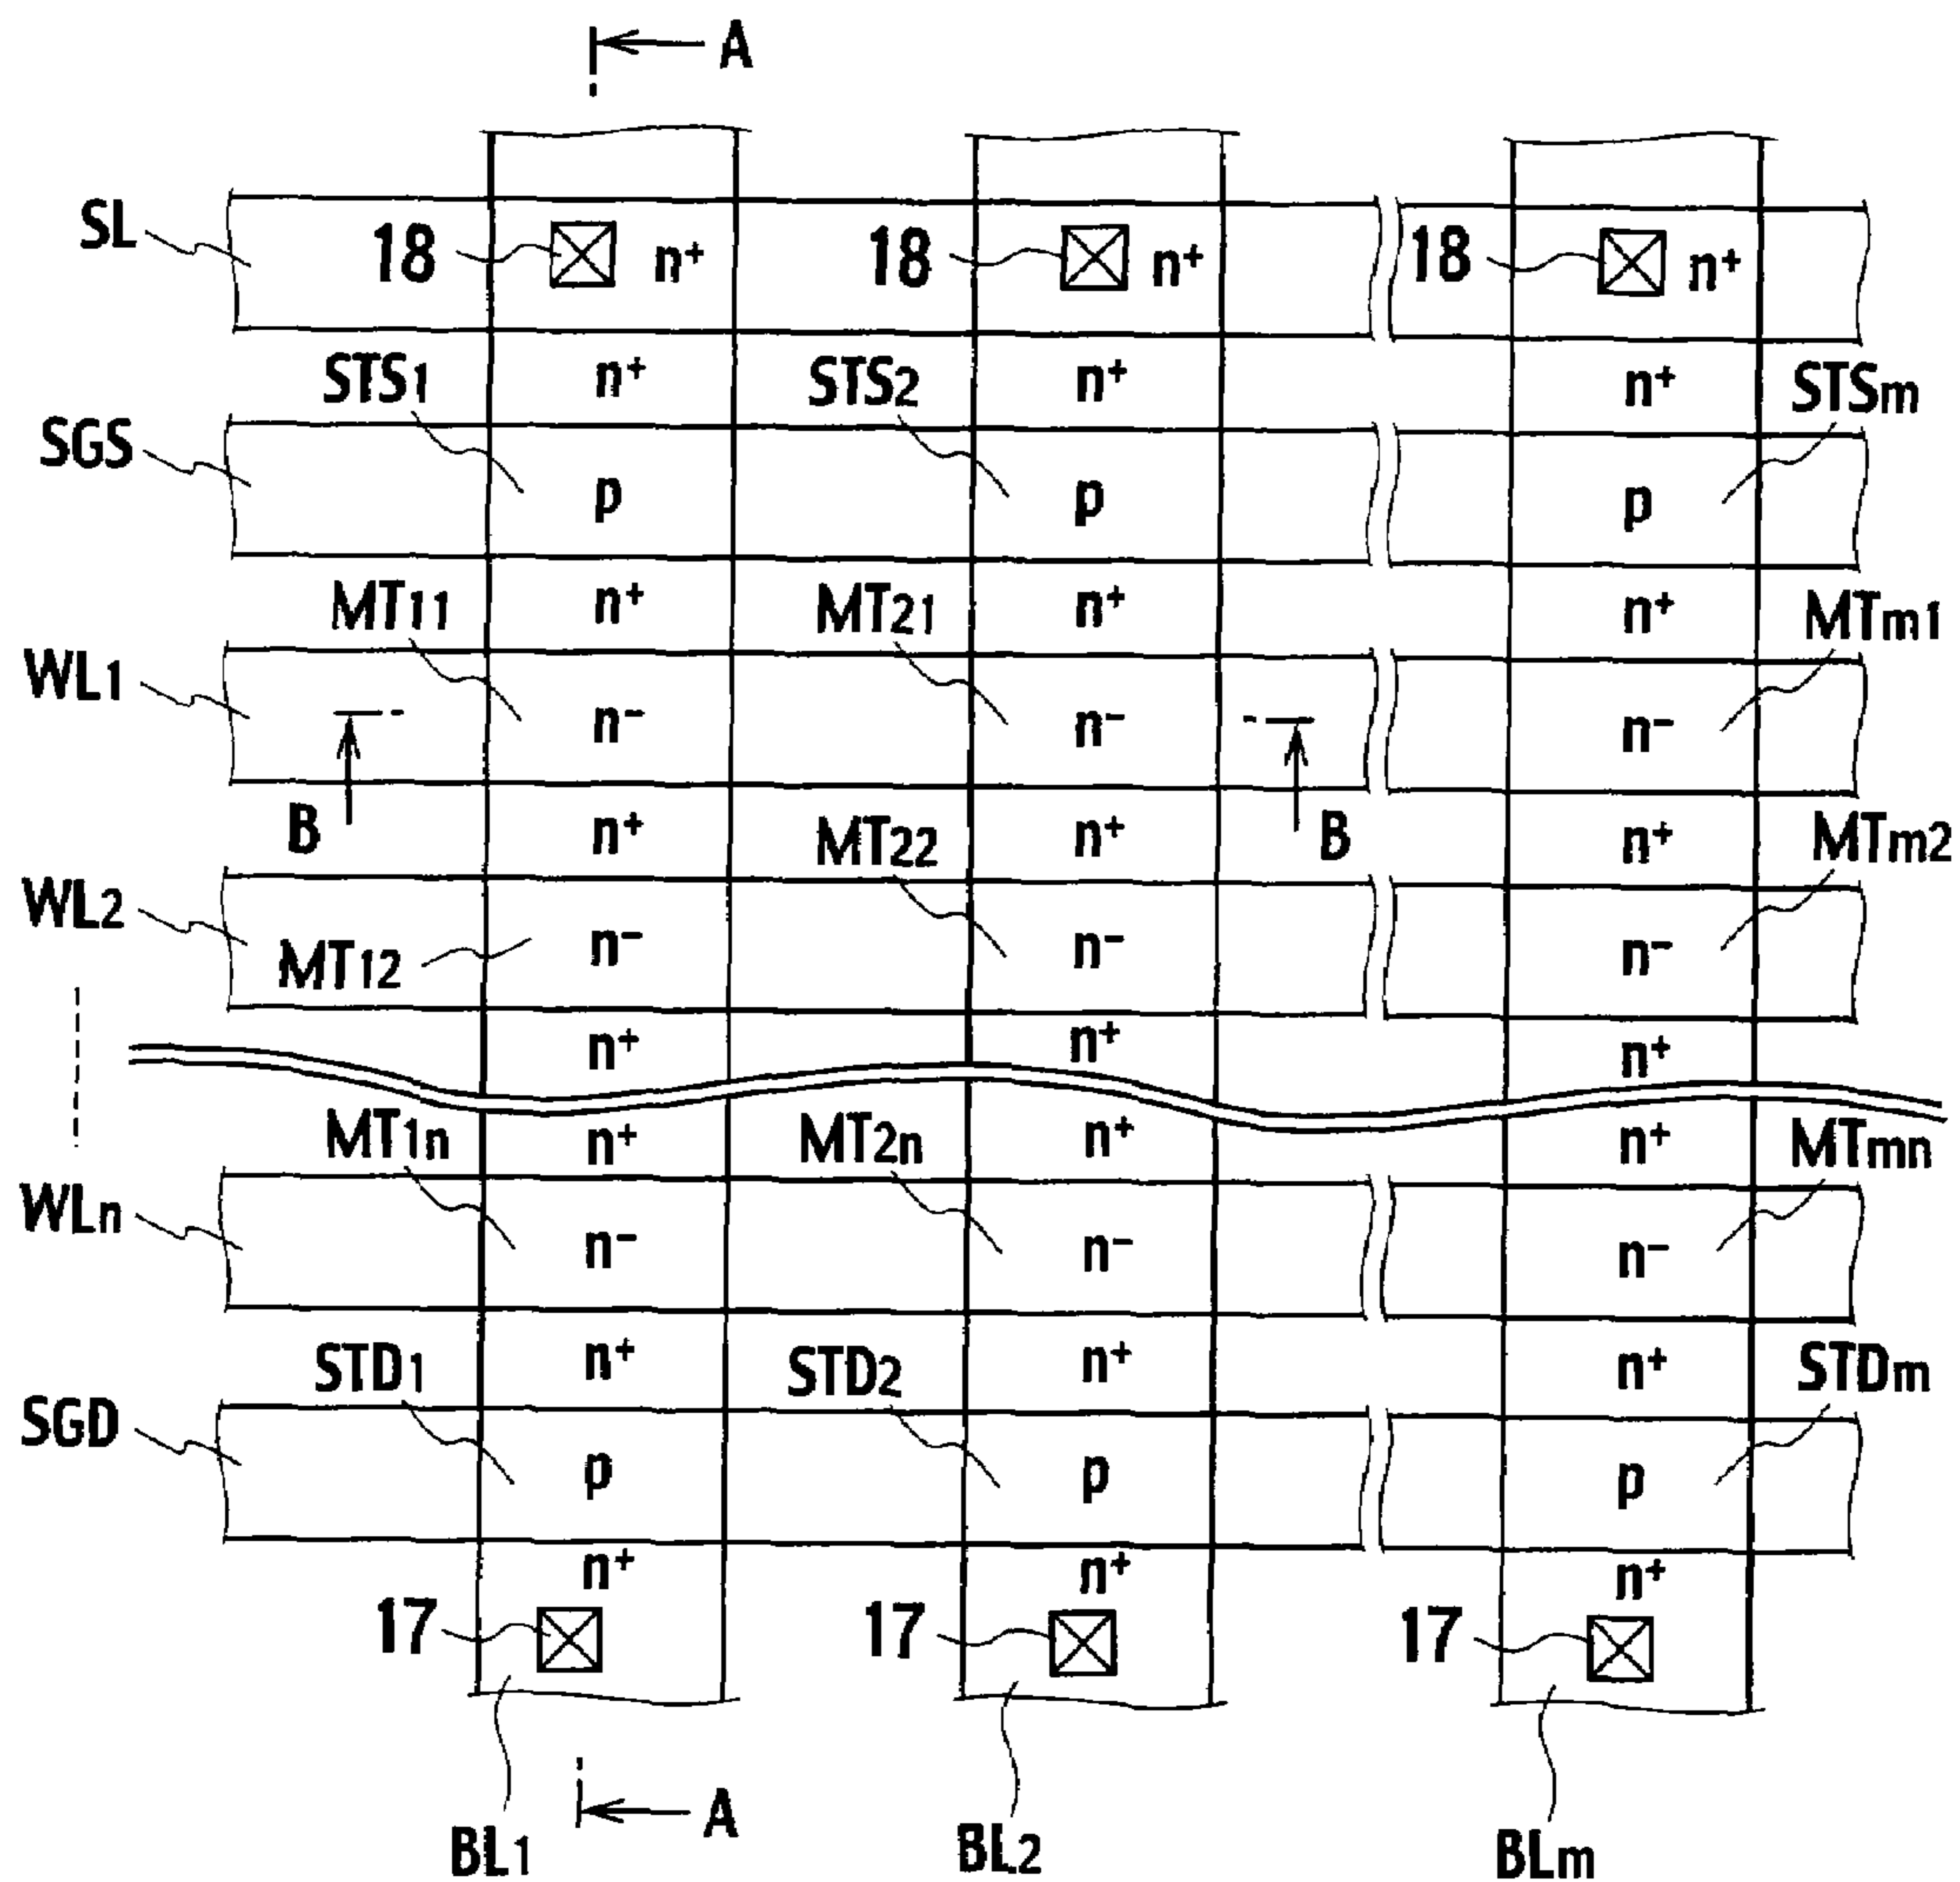 A
SL 18 n+ 18 n+ 18 n+
STS1 n+ STS2 n+ n+ STSm
SGS p p p
MT11 n+ MT21 n+ n+ MTm1
WL1 n- n- n-
B n+ MT22 n+ B n+ MTm2
WL2 MT12 n- n- n-
n+ n+ n+
MT1n n+ MT2n n+ n+ MTmn
WLn n- n- n-
STD1 n+ STD2 n+ n+ STDm
SGD p p p
n+ n+ n+
17 17 17
A
BL1 BL2 BLm